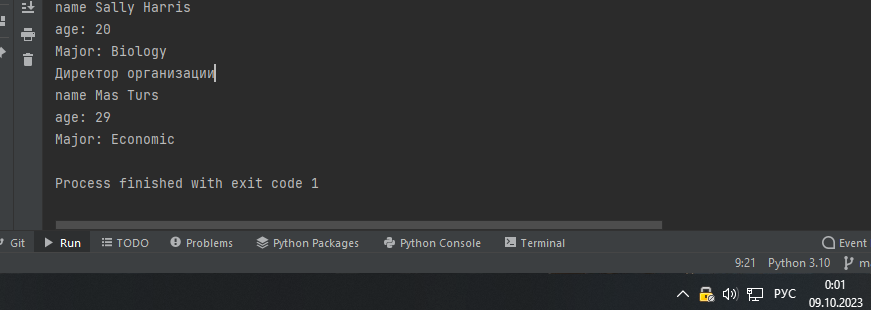 name Sally Harris
age: 20
Major: Biology
Директор организации
name Mas Turs
age: 29
Major: Economic
Process finished with exit code 1
Git Run TODO Problems Python Packages Python Console Terminal Event
9:21 Python 3.10
РУС 0:01
09.10.2023